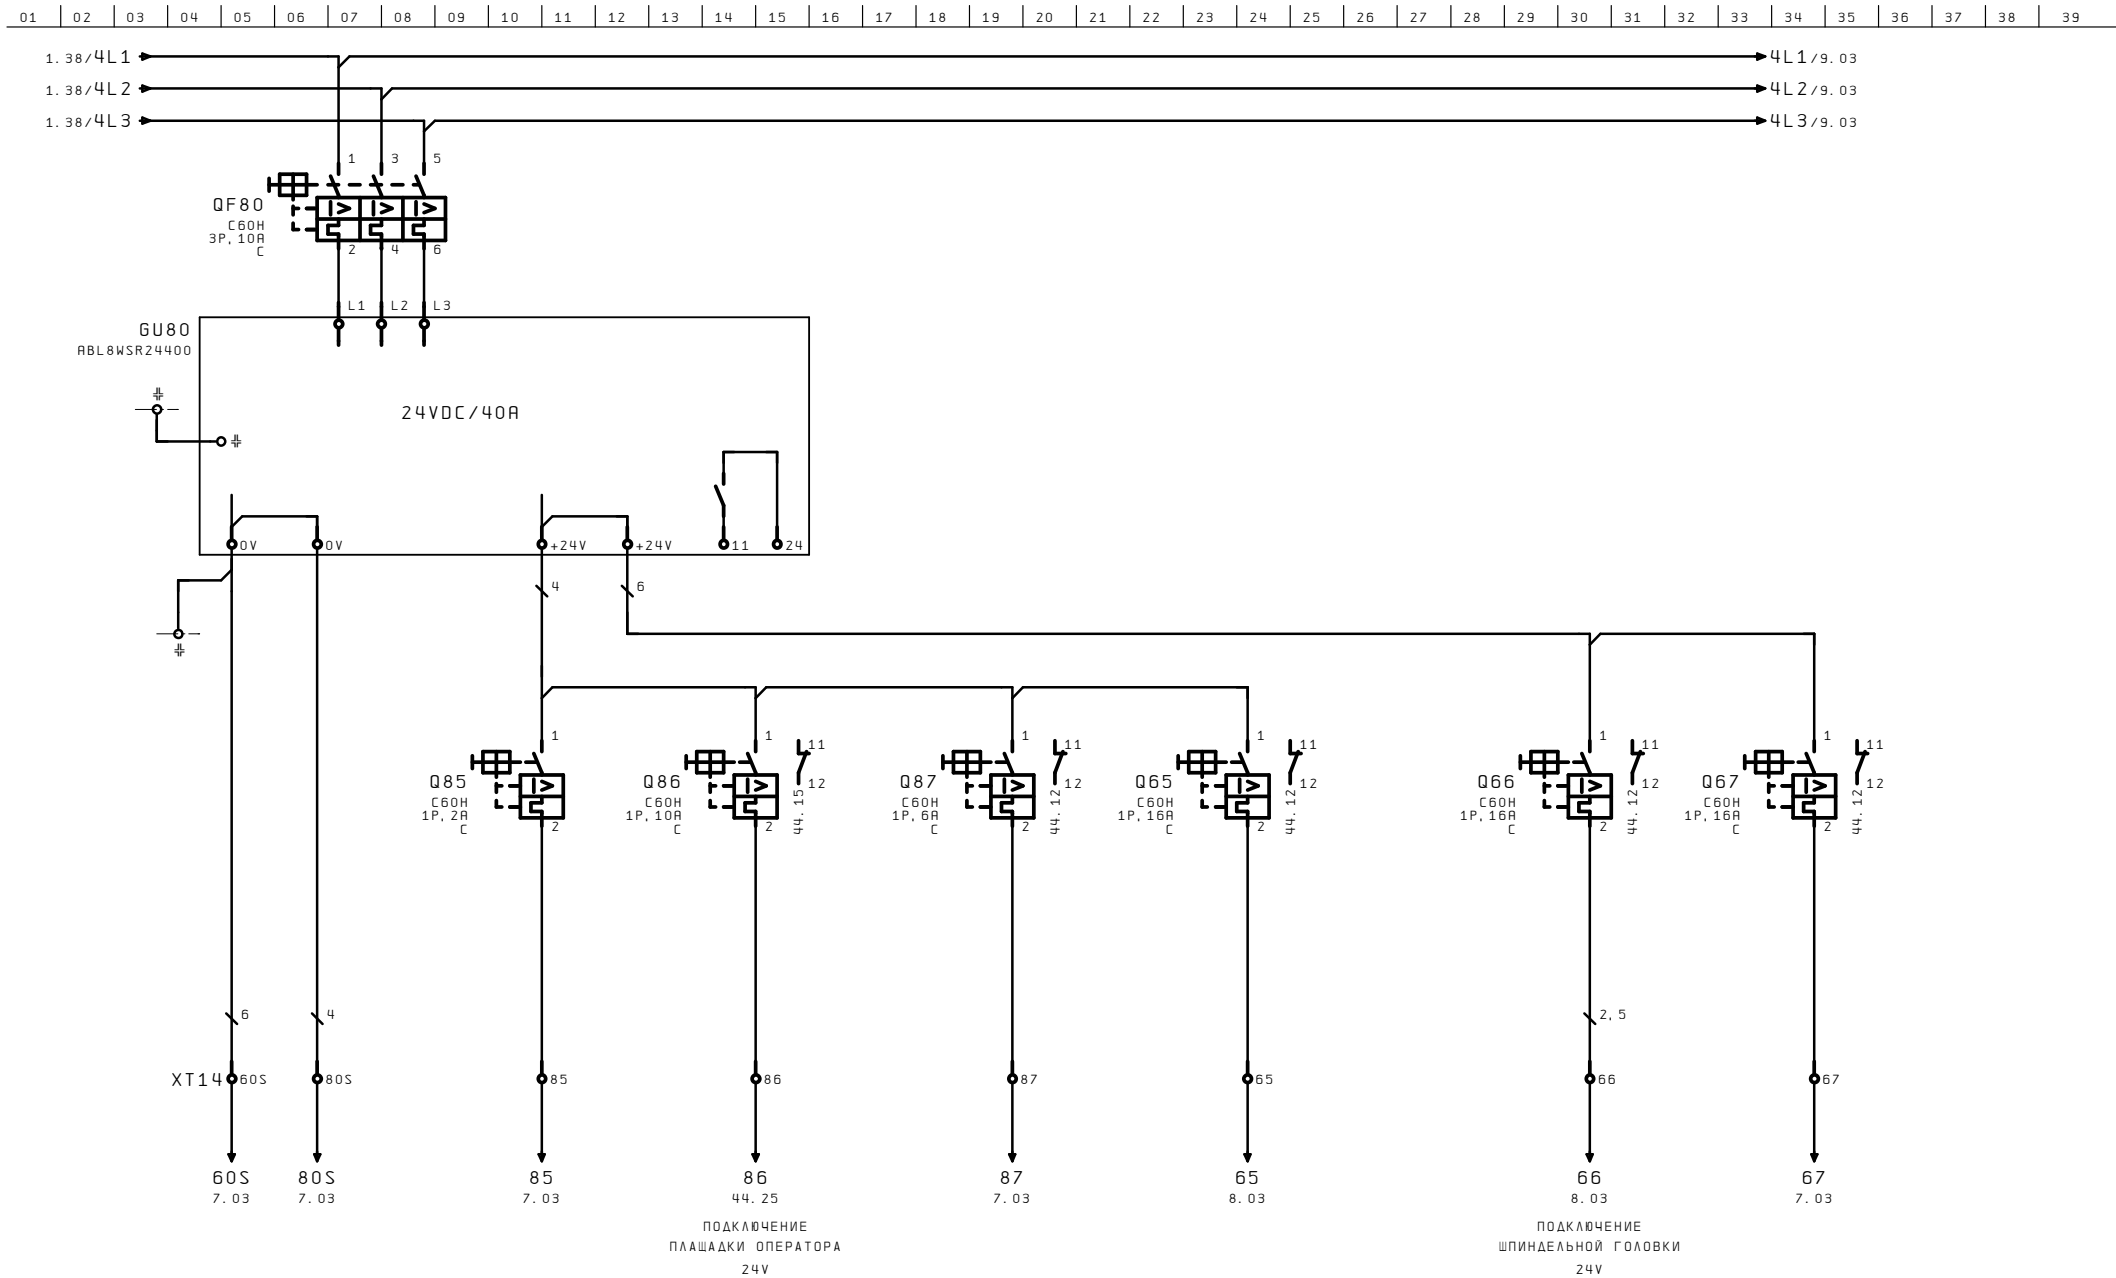 01 02 03 04 05 06 07 08 09 10 11 12 13 14 15 16 17 18 19 20 21 22 23 24 25 26 27 28 29 30 31 32 33 34 35 36 37 38 39
1.38/4L1 4L1/9.03
1.38/4L2 4L2/9.03
1.38/4L3 4L3/9.03
1 3 5
QF80
C60H
3P,10A
C
2 4 6
L1 L2 L3
GU80
ABL8WSR24400
24VDC/40A
0V 0V +24V +24V 11 24
4 6
1 1 11 1 11 1 11 1 11 1 11
Q85 Q86 12 Q87 12 Q65 12 Q66 12 Q67 12
C60H C60H C60H C60H C60H C60H
1P,2A 1P,10A 1P,6A 1P,16A 1P,16A 1P,16A
C C C C C C
2 2 2 2 2 2
44.15 44.12 44.12 44.12 44.12
6 4 2,5
XT14 60S 80S 85 86 87 65 66 67
60S 80S 85 86 87 65 66 67
7.03 7.03 7.03 44.25 7.03 8.03 8.03 7.03
ПОДКЛЮЧЕНИЕ ПОДКЛЮЧЕНИЕ
ПЛАЩАДКИ ОПЕРАТОРА ШПИНДЕЛЬНОЙ ГОЛОВКИ
24V 24V